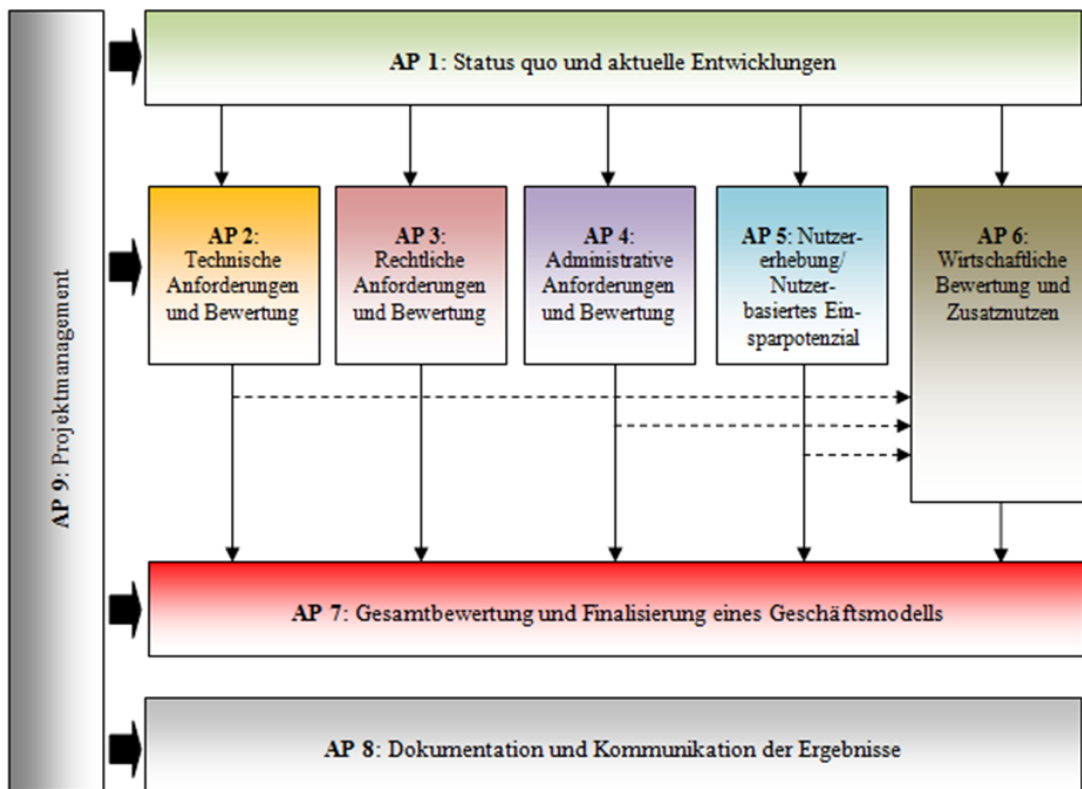 AP 9: Projektmanagement
AP 1: Status quo und aktuelle Entwicklungen
AP 2:
Technische
Anforderungen
und Bewertung
AP 3:
Rechtliche
Anforderungen
und Bewertung
AP 4:
Administrative
Anforderungen
und Bewertung
AP 5: Nutzer-
erhebung/
Nutzer-
basiertes Ein-
sparpotenzial
AP 6:
Wirtschaftliche
Bewertung und
Zusatznutzen
AP 7: Gesamtbewertung und Finalisierung eines Geschäftsmodells
AP 8: Dokumentation und Kommunikation der Ergebnisse